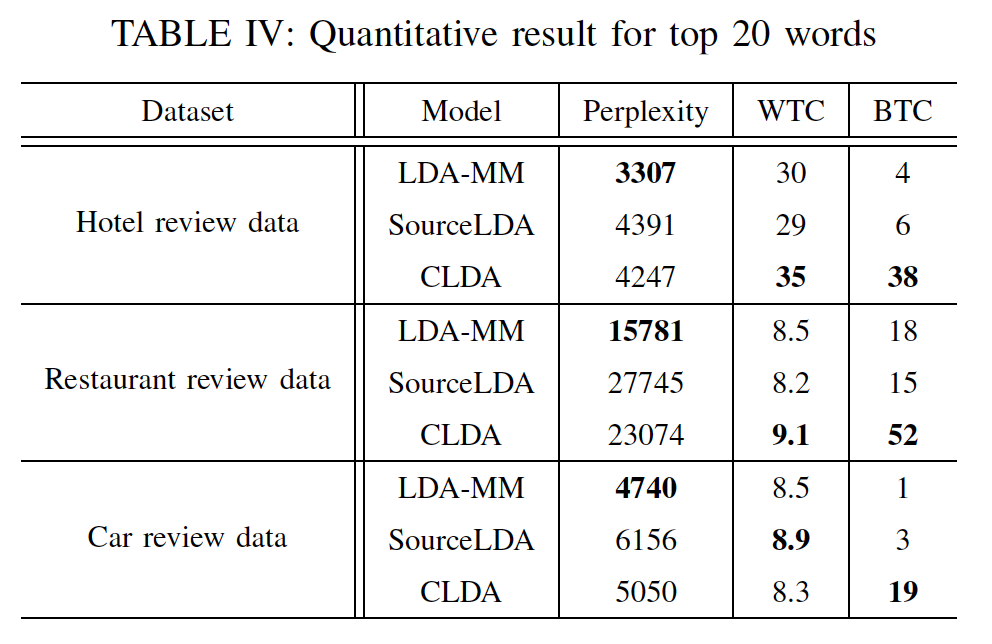 TABLE IV: Quantitative result for top 20 words
Dataset Model Perplexity WTC BTC
Hotel review data
LDA-MM 3307 30 4
SourceLDA 4391 29 6
CLDA 4247 35 38
Restaurant review data
LDA-MM 15781 8.5 18
SourceLDA 27745 8.2 15
CLDA 23074 9.1 52
Car review data
LDA-MM 4740 8.5 1
SourceLDA 6156 8.9 3
CLDA 5050 8.3 19